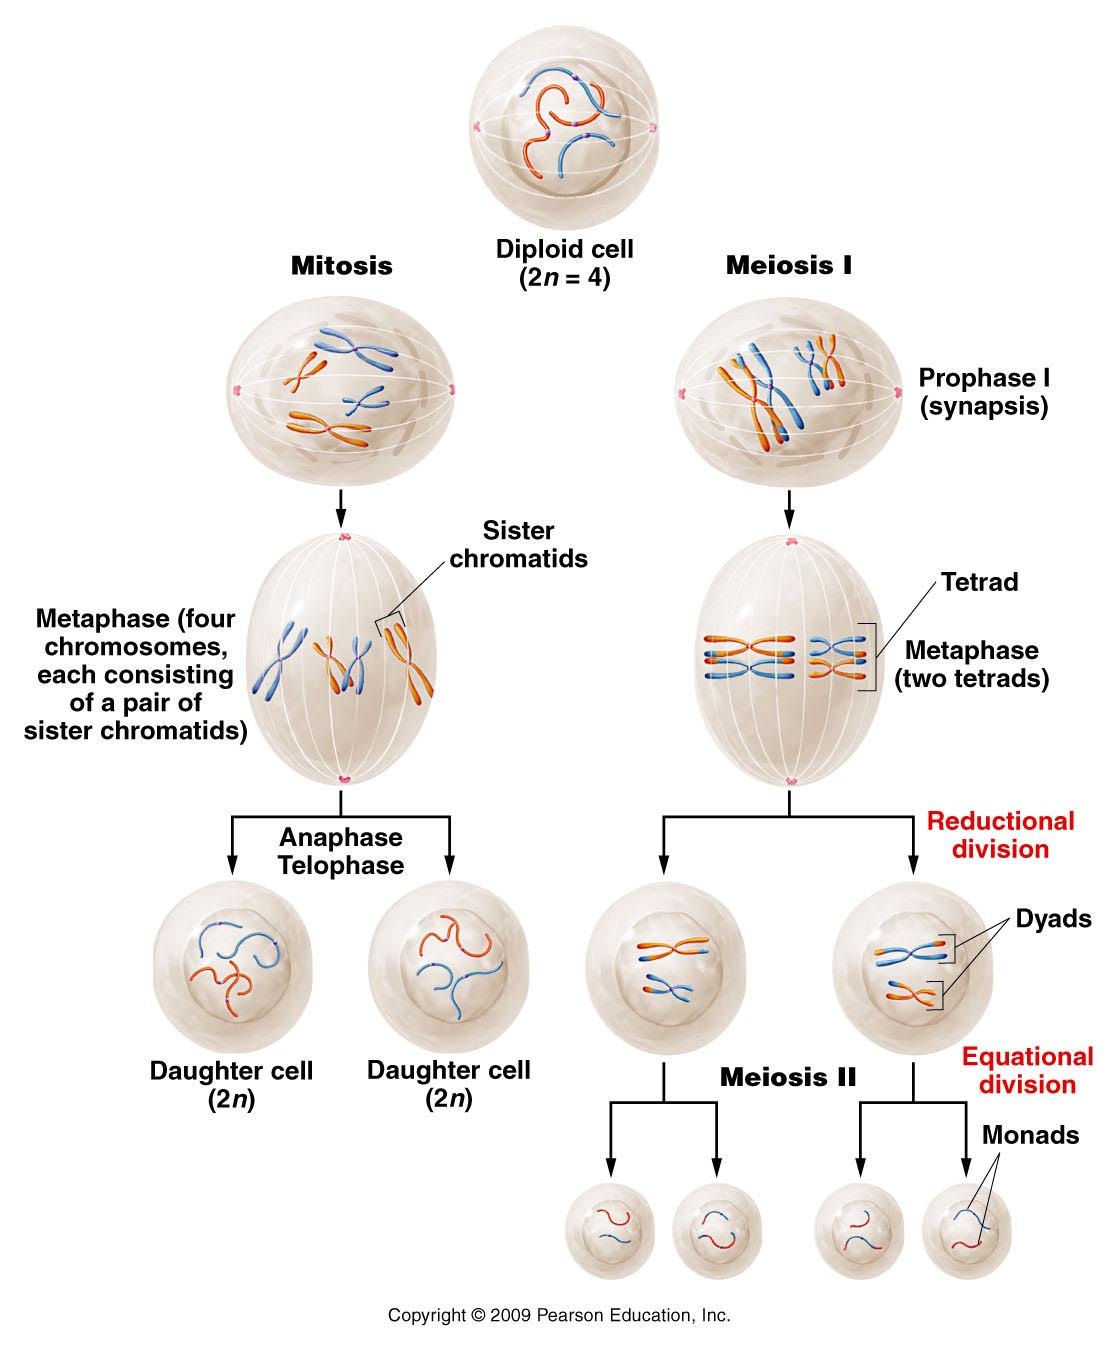 Diploid cell
(2n = 4)
Mitosis
Meiosis I
Prophase I
(synapsis)
Sister
chromatids
Metaphase (four
chromosomes,
each consisting
of a pair of
sister chromatids)
Tetrad
Metaphase
(two tetrads)
Anaphase
Telophase
Reductional
division
Dyads
Daughter cell
(2n)
Daughter cell
(2n)
Meiosis II
Equational
division
Monads
Copyright © 2009 Pearson Education, Inc.